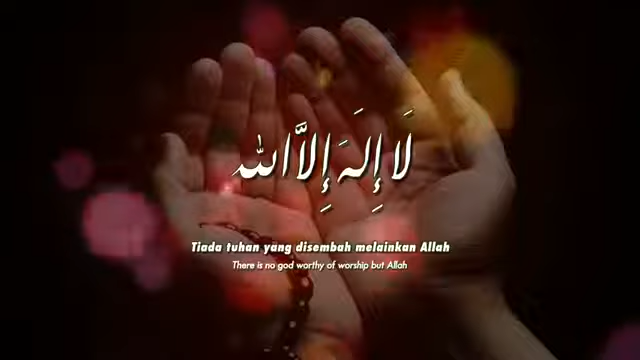 لَا إِلَهَ إِلَّا اللَّه
Tiada tuhan yang disembah melainkan Allah
There is no god worthy of worship but Allah